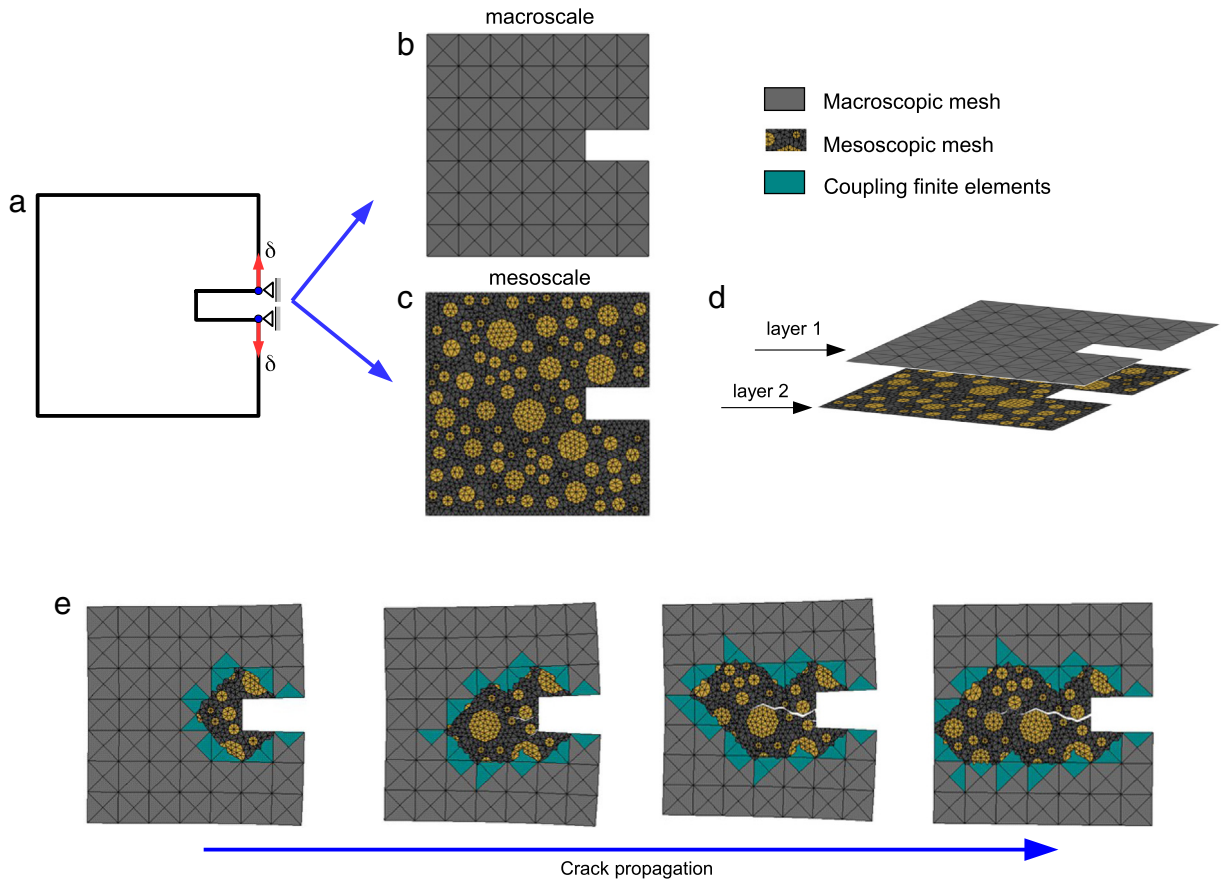 macroscale
b
Macroscopic mesh
Mesoscopic mesh
Coupling finite elements
a
δ
δ
mesoscale
c
d
layer 1
layer 2
e
Crack propagation